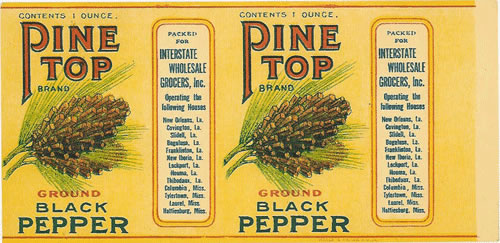 CONTENTS 1 OUNCE.
PINE
TOP
BRAND
GROUND
BLACK
PEPPER
PACKED
FOR
INTERSTATE
WHOLESALE
GROCERS, Inc.
Operating the
following Houses
New Orleans, La.
Covington, La.
Slidell, La.
Bogalusa, La.
Franklinton, La.
New Iberia, La.
Lockport, La.
Houma, La.
Thibodaux, La.
Columbia, Miss.
Tylertown, Miss.
Laurel, Miss.
Hattiesburg, Miss.
CONTENTS 1 OUNCE.
PINE
TOP
BRAND
GROUND
BLACK
PEPPER
PACKED
FOR
INTERSTATE
WHOLESALE
GROCERS, Inc.
Operating the
following Houses
New Orleans, La.
Covington, La.
Slidell, La.
Bogalusa, La.
Franklinton, La.
New Iberia, La.
Lockport, La.
Houma, La.
Thibodaux, La.
Columbia, Miss.
Tylertown, Miss.
Laurel, Miss.
Hattiesburg, Miss.